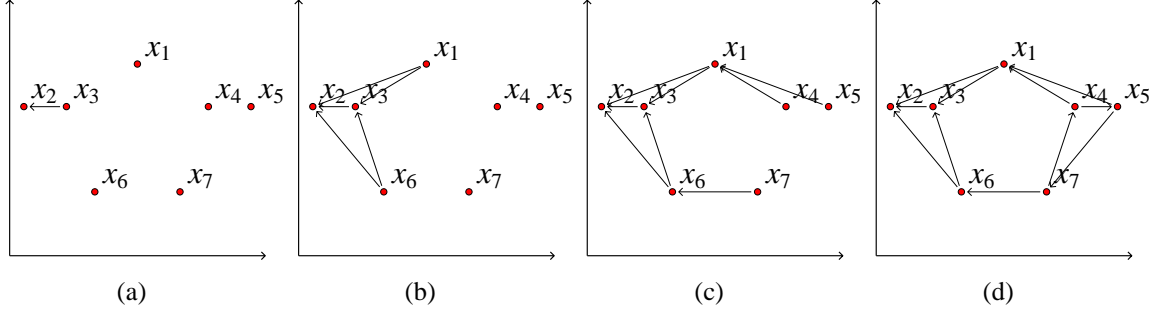 x₁
x₂ x₃ x₄ x₅
x₆ x₇
(a)
x₁
x₂ x₃ x₄ x₅
x₆ x₇
(b)
x₁
x₂ x₃ x₄ x₅
x₆ x₇
(c)
x₁
x₂ x₃ x₄ x₅
x₆ x₇
(d)